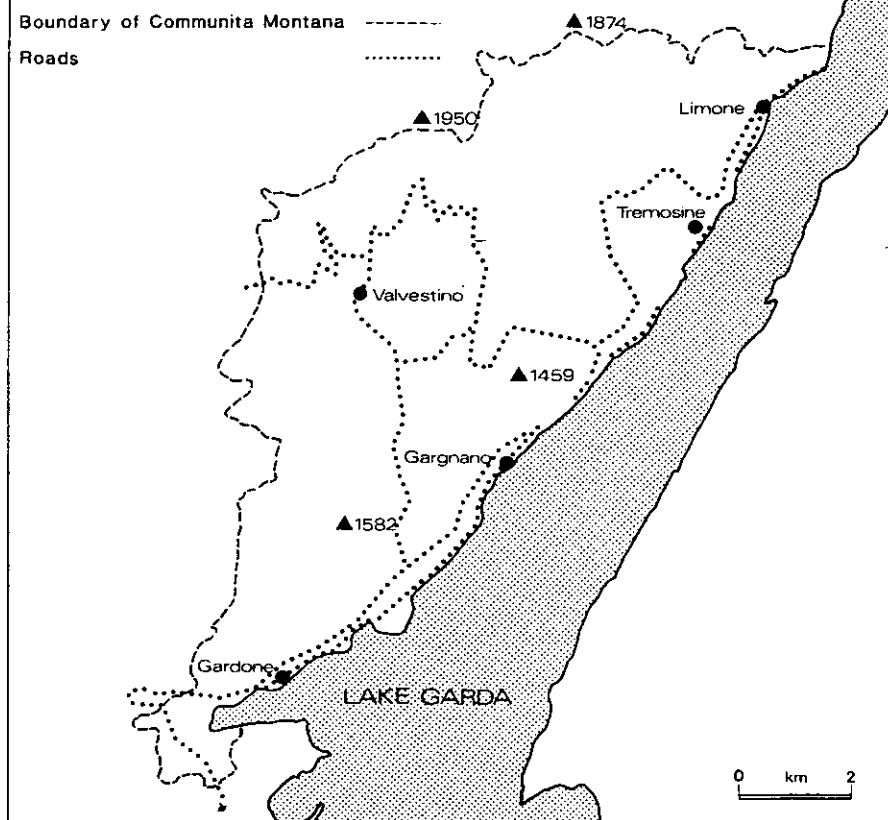 Boundary of Communita Montana
Roads
1874
1950
Limone
Tremosine
Valvestino
1459
Gargnano
1582
Gardone
LAKE GARDA
0 km 2